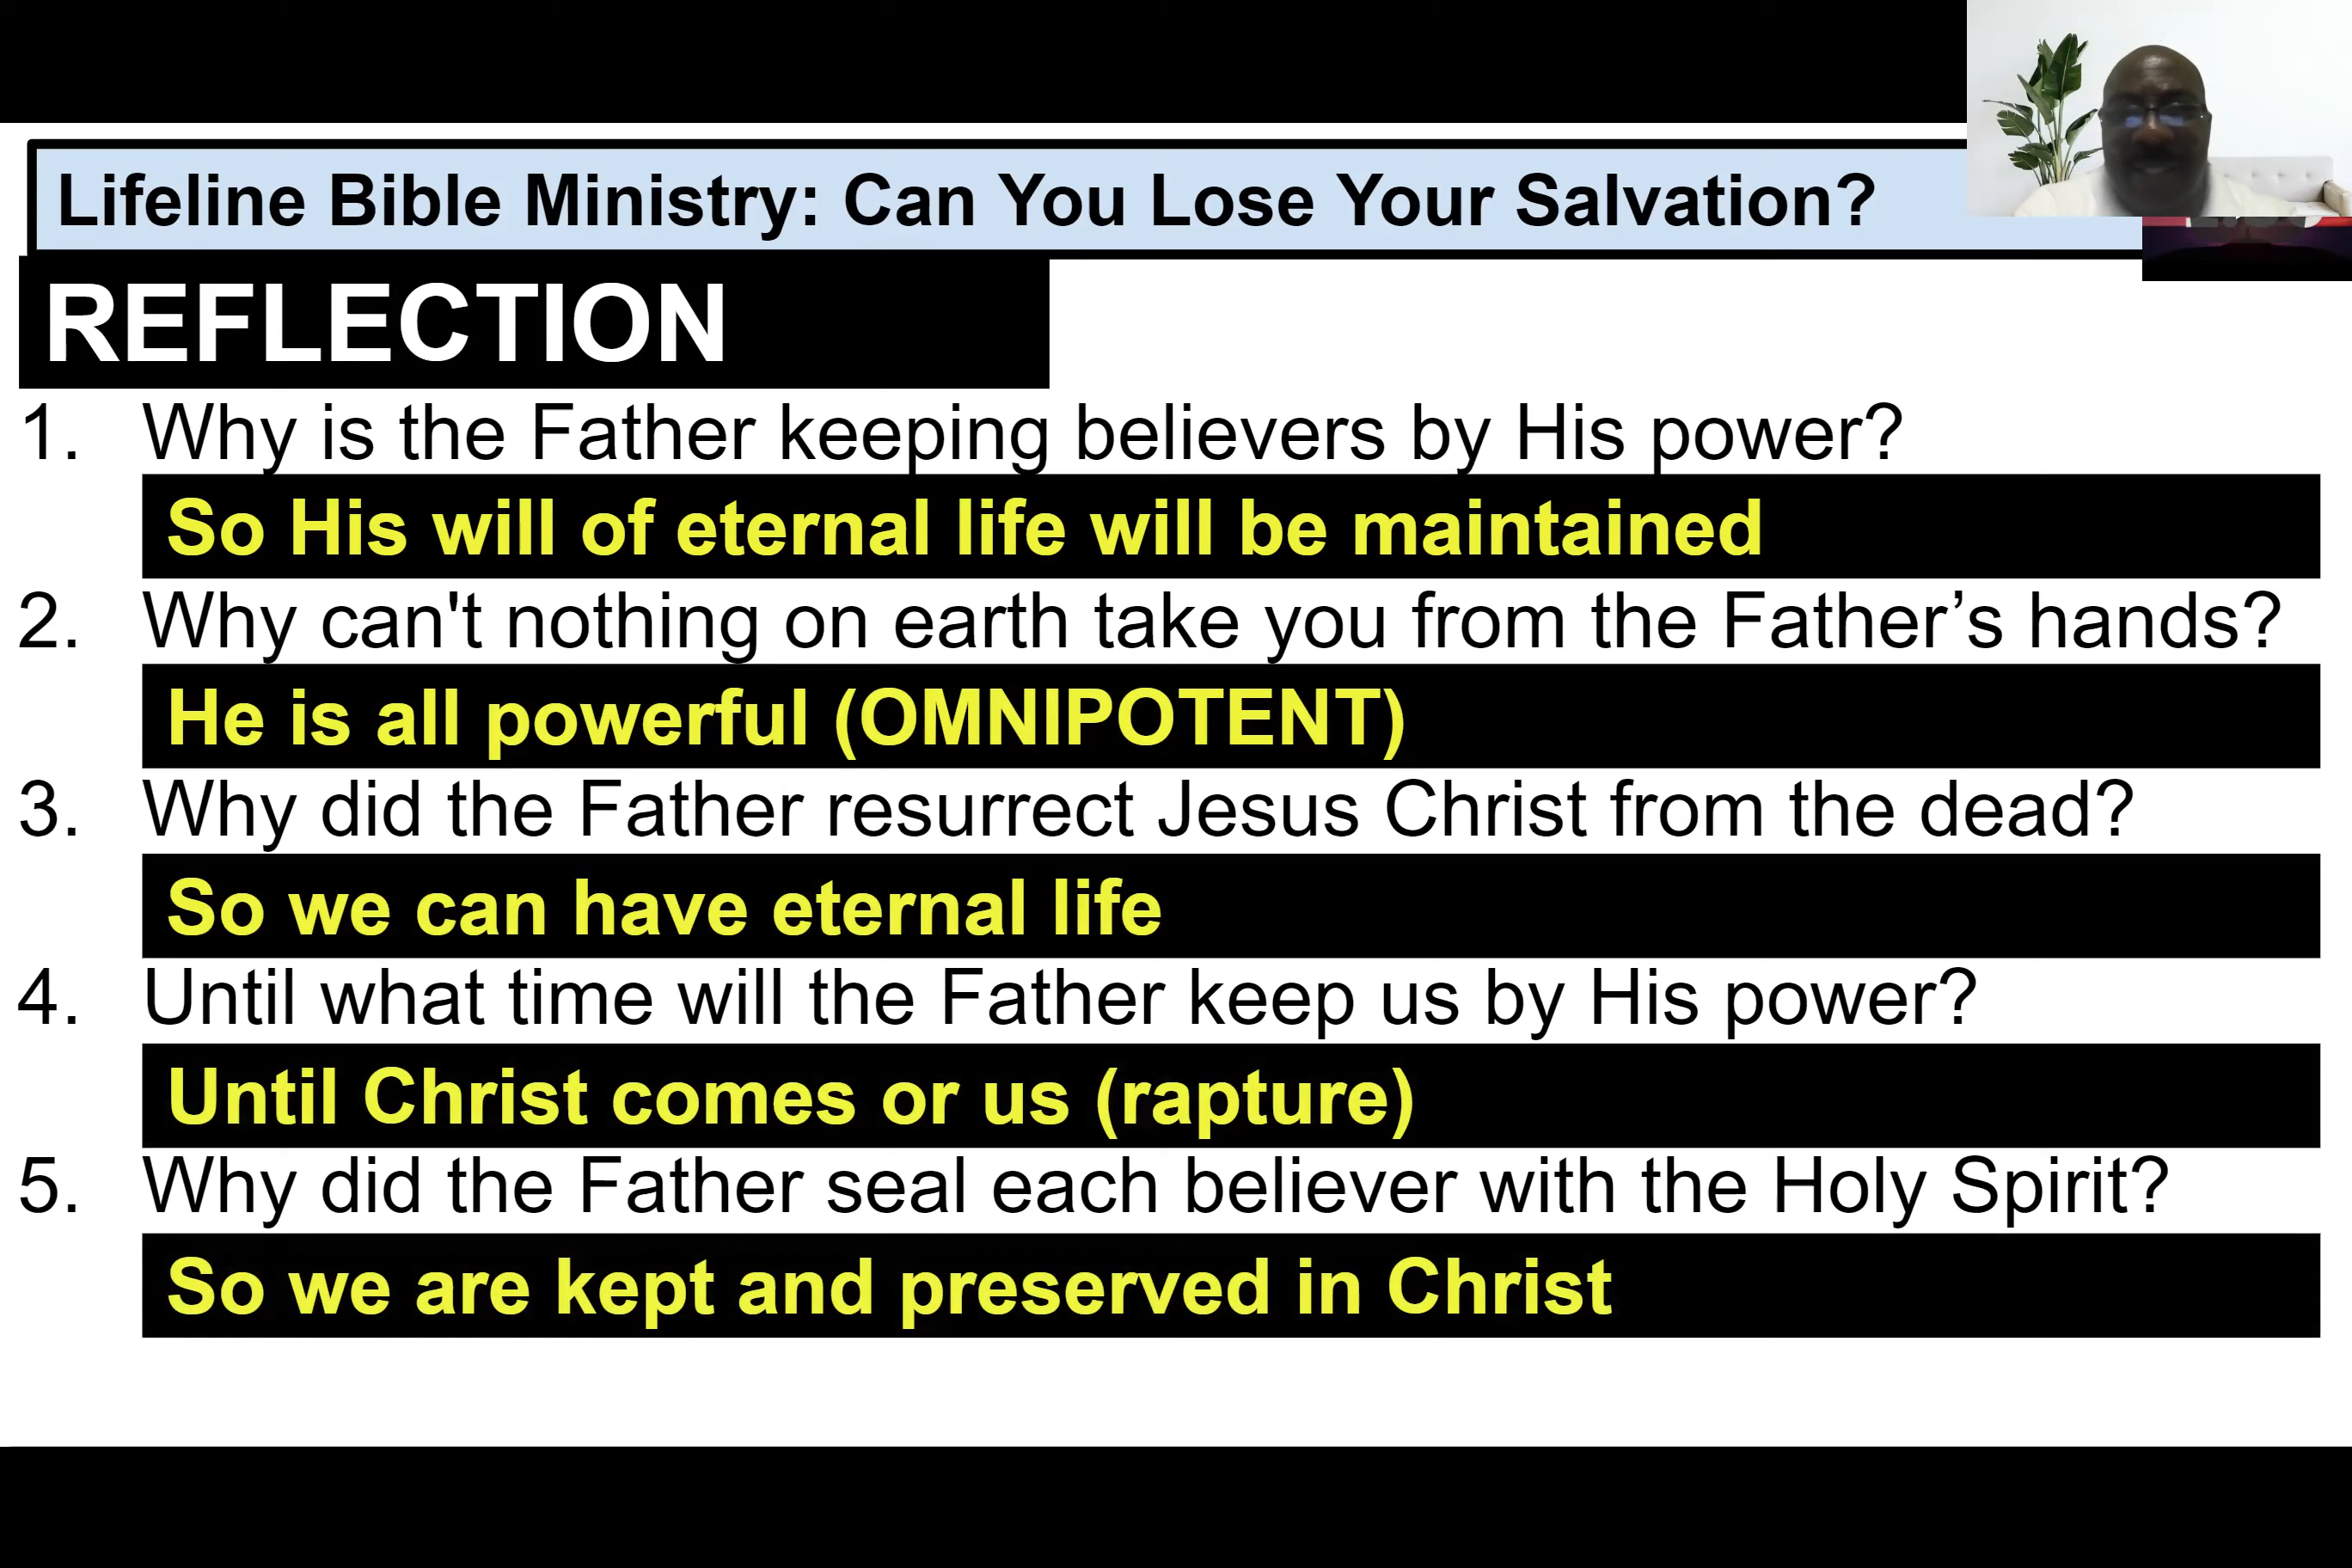 Lifeline Bible Ministry: Can You Lose Your Salvation?
REFLECTION
1. Why is the Father keeping believers by His power?
So His will of eternal life will be maintained
2. Why can't nothing on earth take you from the Father’s hands?
He is all powerful (OMNIPOTENT)
3. Why did the Father resurrect Jesus Christ from the dead?
So we can have eternal life
4. Until what time will the Father keep us by His power?
Until Christ comes or us (rapture)
5. Why did the Father seal each believer with the Holy Spirit?
So we are kept and preserved in Christ